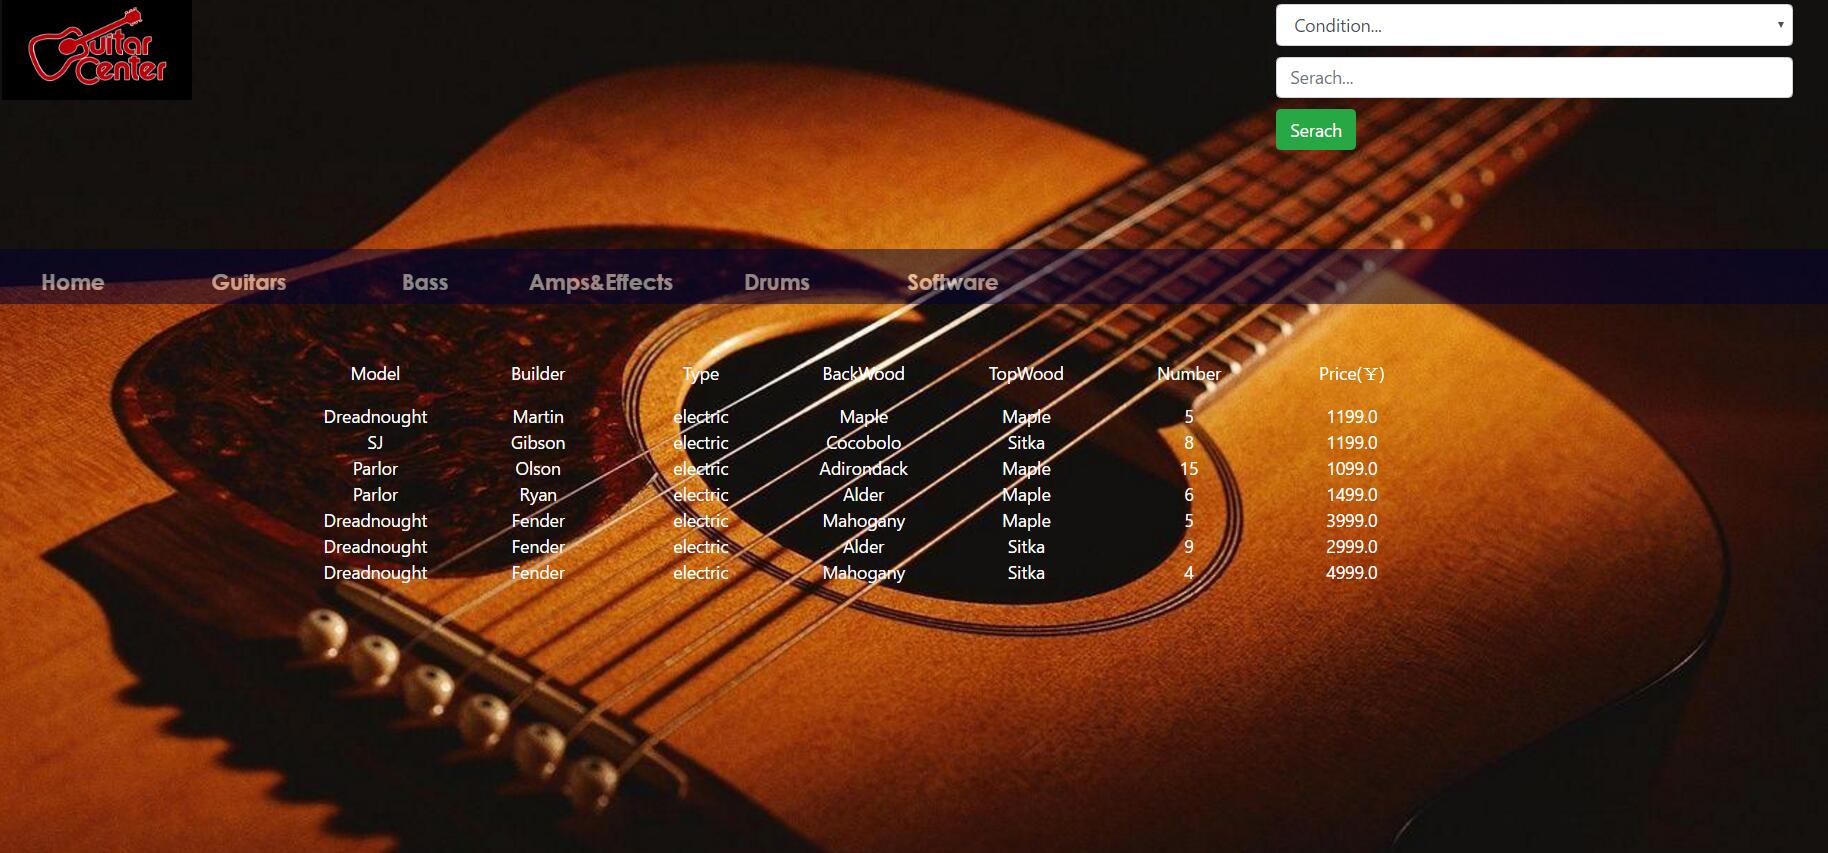 Guitar
Center
Condition...
Serach...
Serach
Home Guitars Bass Amps&Effects Drums Software
Model Builder Type BackWood TopWood Number Price(￥)
Dreadnought Martin electric Maple Maple 5 1199.0
SJ Gibson electric Cocobolo Sitka 8 1199.0
Parlor Olson electric Adirondack Maple 15 1099.0
Parlor Ryan electric Alder Maple 6 1499.0
Dreadnought Fender electric Mahogany Maple 5 3999.0
Dreadnought Fender electric Alder Sitka 9 2999.0
Dreadnought Fender electric Mahogany Sitka 4 4999.0